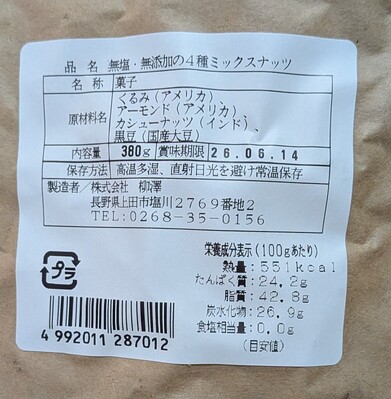 品名 無塩・無添加の4種ミックスナッツ
名称 菓子
原材料名 くるみ(アメリカ)、
アーモンド(アメリカ)、
カシューナッツ(インド)、
黒豆(国産大豆)
内容量 380g 賞味期限 26.06.14
保存方法 高温多湿、直射日光を避け常温保存
製造者/株式会社 柳澤
長野県上田市塩川2769番地2
TEL:0268-35-0156
プラ
栄養成分表示(100gあたり)
熱量:551kcal
たんぱく質:24.2g
脂質:42.8g
炭水化物:26.9g
食塩相当量:0.0g
(目安値)
4 992011 287012